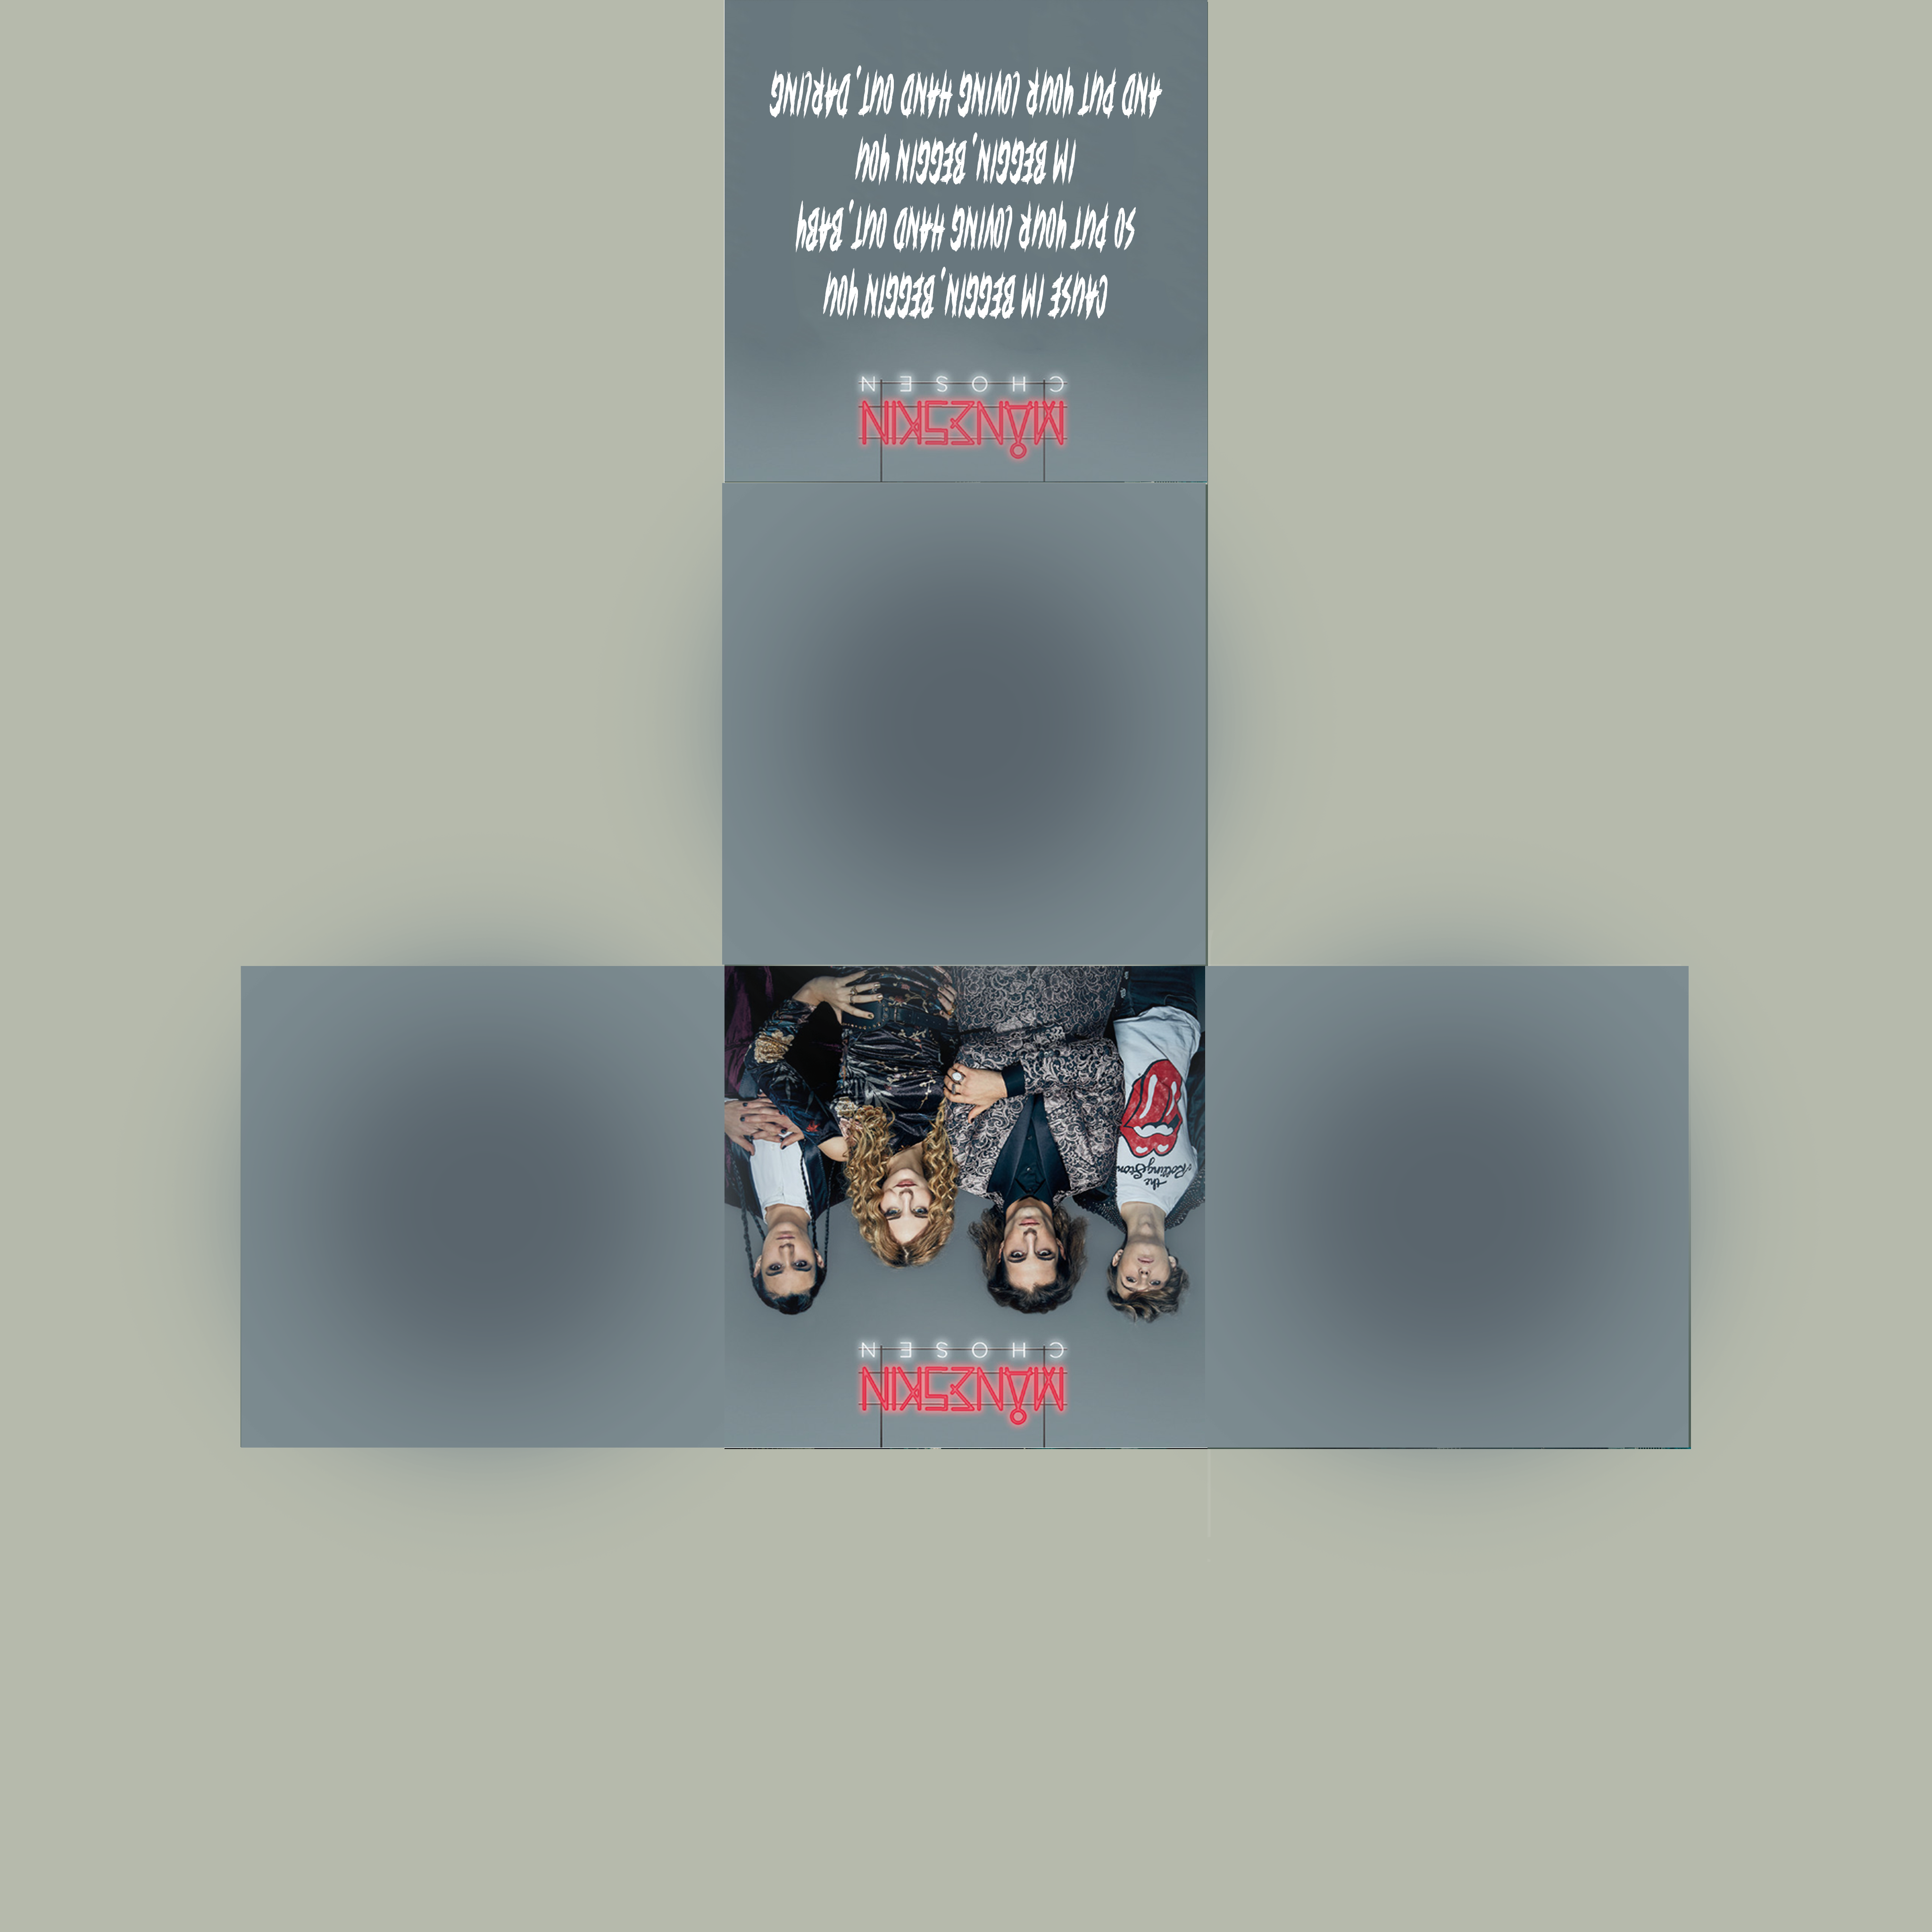 MÅNESKIN
CHOSEN
the
Rolling Ston
MÅNESKIN
CHOSEN
CAUSE IM BEGGIN, BEGGIN YOU
SO PUT YOUR LOVING HAND OUT, BABY
IM BEGGIN, BEGGIN YOU
AND PUT YOUR LOVING HAND OUT, DARLING